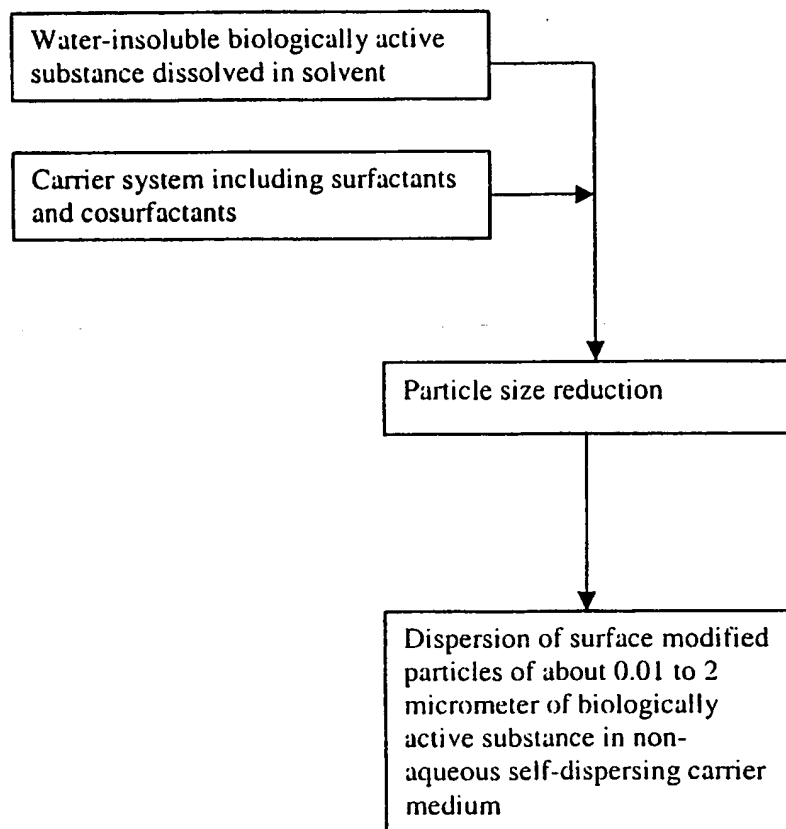 Water-insoluble biologically active
substance dissolved in solvent
Carrier system including surfactants
and cosurfactants
Particle size reduction
Dispersion of surface modified
particles of about 0.01 to 2
micrometer of biologically
active substance in non-
aqueous self-dispersing carrier
medium